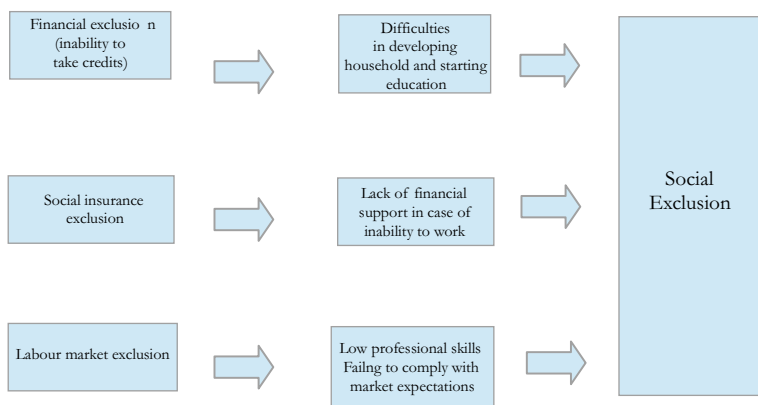 Financial exclusio n
(inability to
take credits)
Difficulties
in developing
household and starting
education
Social insurance
exclusion
Lack of financial
support in case of
inability to work
Social
Exclusion
Labour market exclusion
Low professional skills
Failng to comply with
market expectations